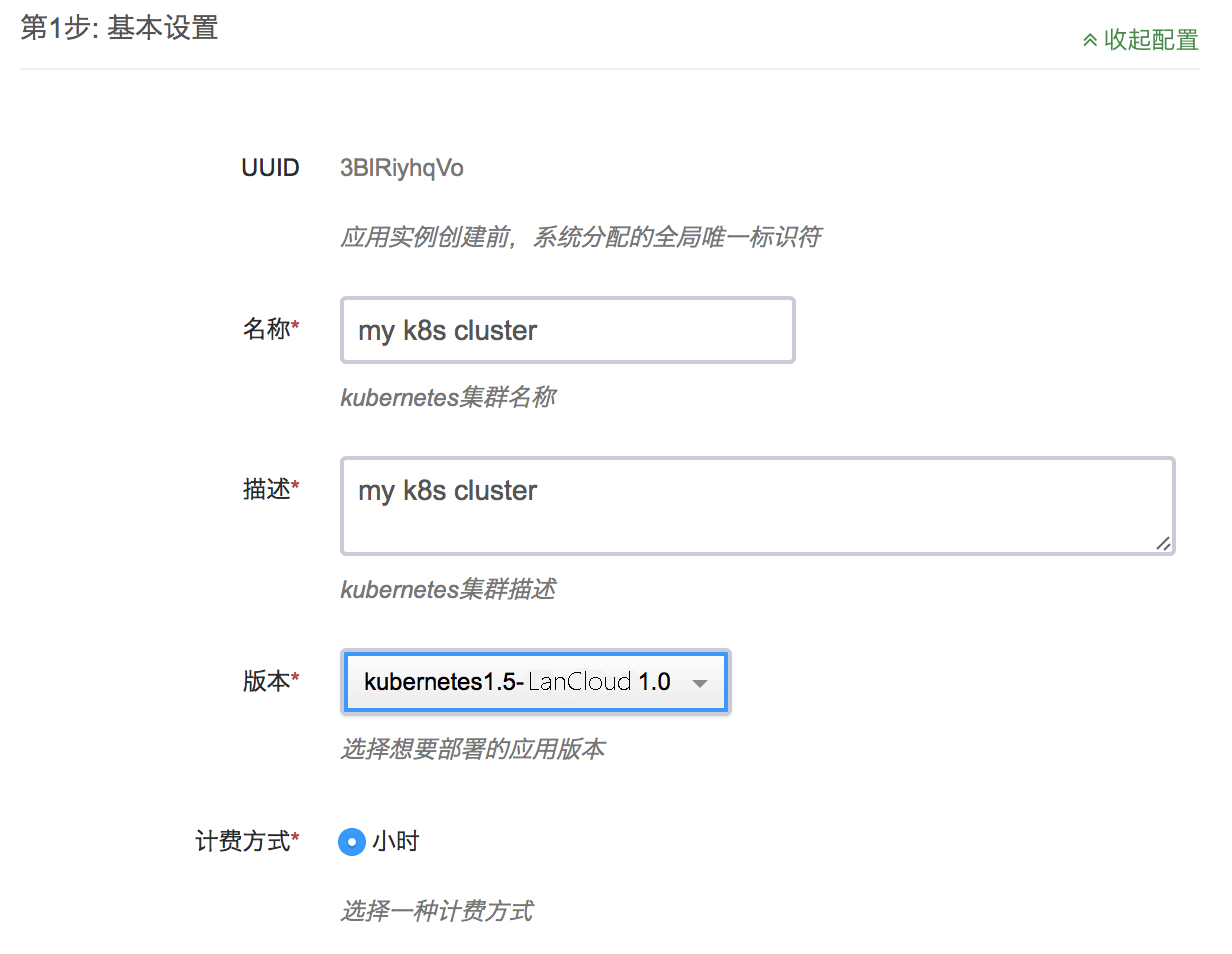 第1步: 基本设置
收起配置
UUID 3BIRiyhqVo
应用实例创建前，系统分配的全局唯一标识符
名称* my k8s cluster
kubernetes集群名称
描述* my k8s cluster
kubernetes集群描述
版本* kubernetes1.5- LanCloud 1.0
选择想要部署的应用版本
计费方式* 小时
选择一种计费方式